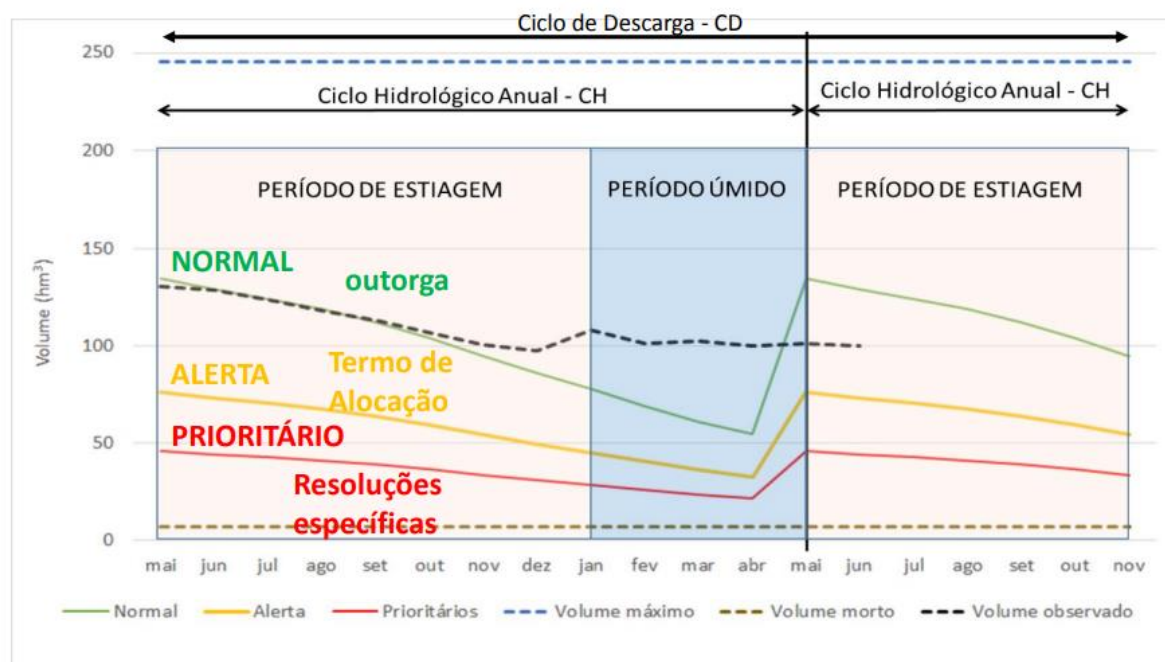 Ciclo de Descarga - CD
250
Ciclo Hidrológico Anual - CH
Ciclo Hidrológico Anual - CH
200
PERÍODO DE ESTIAGEM
PERÍODO ÚMIDO
PERÍODO DE ESTIAGEM
150
NORMAL
outorga
Volume (hm³)
100
ALERTA
Termo de
Alocação
50
PRIORITÁRIO
Resoluções
específicas
0
mai jun jul ago set out nov dez jan fev mar abr mai jun jul ago set out nov
Normal Alerta Prioritários Volume máximo Volume morto Volume observado